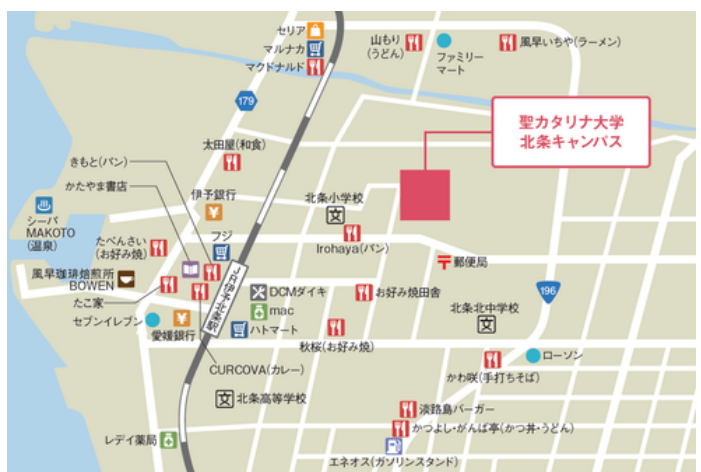 セリア
マルナカ
マクドナルド
山もり
(うどん)
ファミリー
マート
風早いちや(ラーメン)
179
聖カタリナ大学
北条キャンパス
太田屋(和食)
きもと(パン)
かたやま書店
伊予銀行
北条小学校
文
シーパ
MAKOTO
(温泉)
たべんさい
(お好み焼)
フジ
Irohaya(パン)
郵便局
風早珈琲焙煎所
BOWEN
たこ家
JR伊予北条駅
DCMダイキ
mac
ハトマート
お好み焼田舎
196
北条北中学校
文
セブンイレブン
愛媛銀行
秋桜(お好み焼)
ローソン
CURCOVA(カレー)
かわ咲(手打ちそば)
文
北条高等学校
淡路島バーガー
かつよし・がんば亭(かつ丼・うどん)
レデイ薬局
エネオス(ガソリンスタンド)